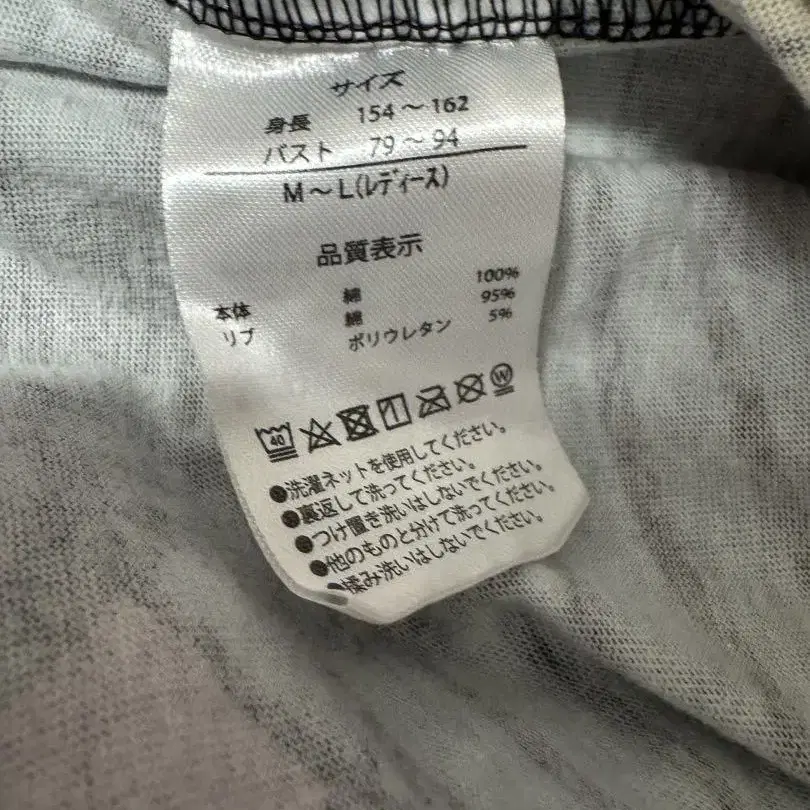 サイズ
身長 154～162
バスト 79～94
M～L(レディース)
品質表示
本体 綿 100%
リブ 綿 95%
ポリウレタン 5%
40 W
●洗濯ネットを使用してください。
●裏返して洗ってください。
●つけ置き洗いはしないでください。
●他のものと分けて洗ってください。
●揉み洗いはしないでください。